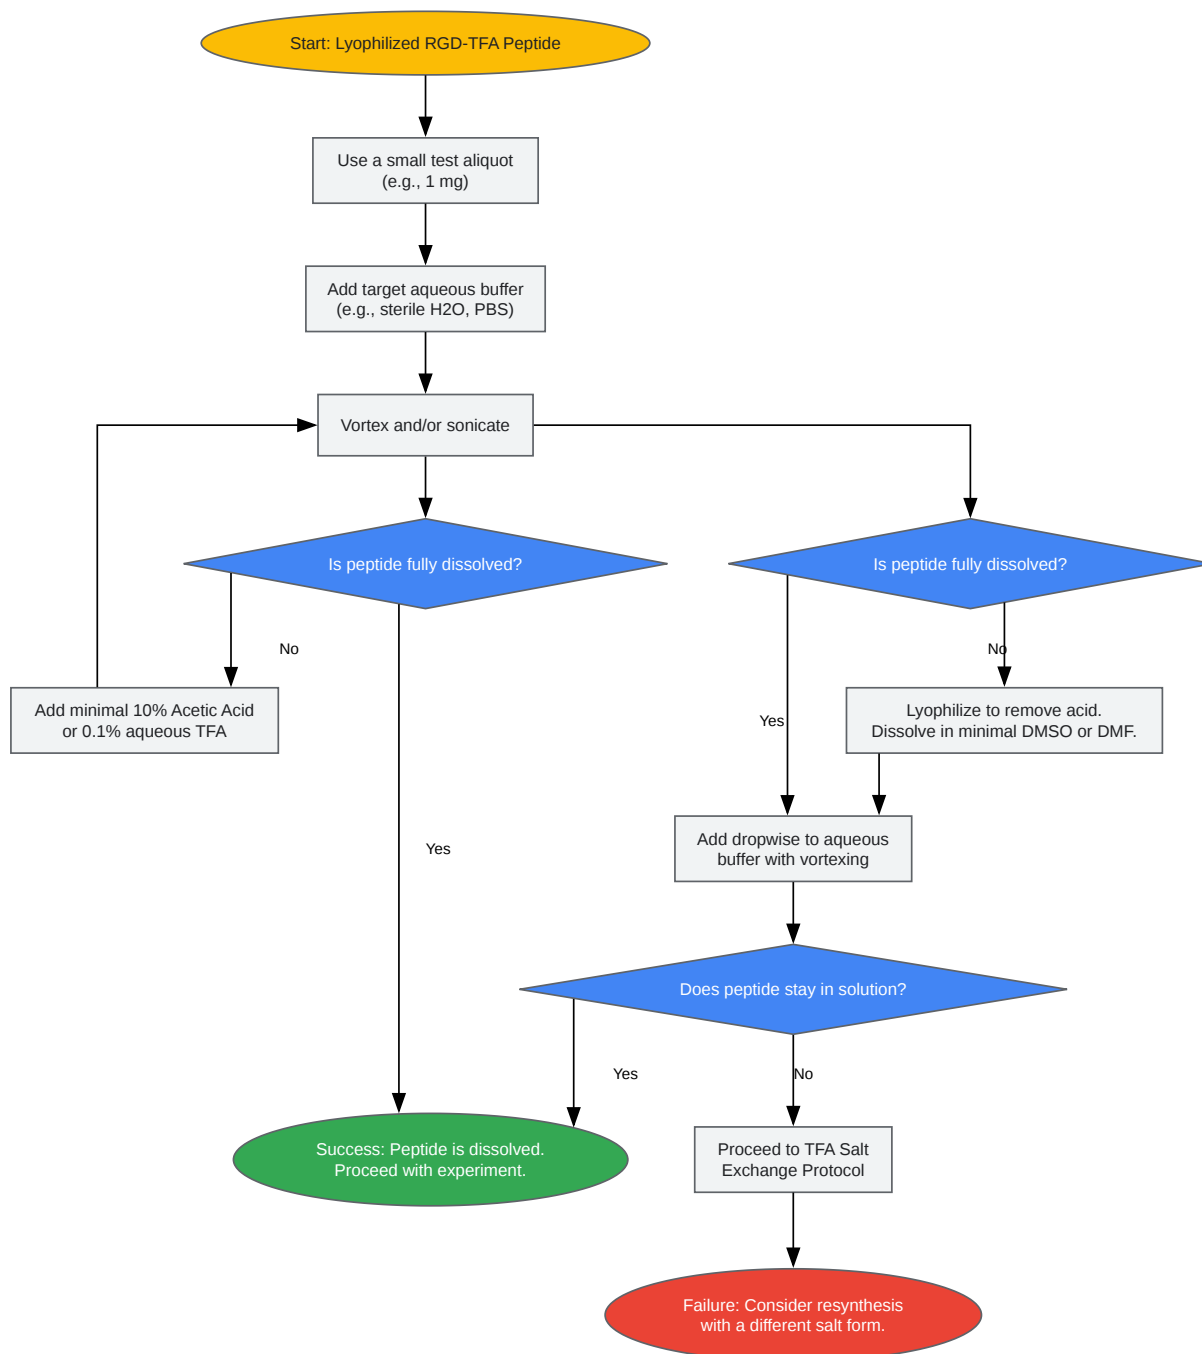 Start: Lyophilized RGD-TFA Peptide
Use a small test aliquot
(e.g., 1 mg)
Add target aqueous buffer
(e.g., sterile H2O, PBS)
Vortex and/or sonicate
Is peptide fully dissolved?
Is peptide fully dissolved?
No
No
Add minimal 10% Acetic Acid
or 0.1% aqueous TFA
Yes
Lyophilize to remove acid.
Dissolve in minimal DMSO or DMF.
Yes
Add dropwise to aqueous
buffer with vortexing
Does peptide stay in solution?
Yes
No
Success: Peptide is dissolved.
Proceed with experiment.
Proceed to TFA Salt
Exchange Protocol
Failure: Consider resynthesis
with a different salt form.